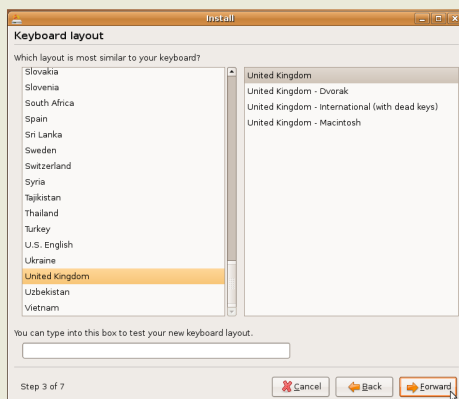 Install
Keyboard layout
Which layout is most similar to your keyboard?
Slovakia
Slovenia
South Africa
Spain
Sri Lanka
Sweden
Switzerland
Syria
Tajikistan
Thailand
Turkey
U.S. English
Ukraine
United Kingdom
Uzbekistan
Vietnam
United Kingdom
United Kingdom - Dvorak
United Kingdom - International (with dead keys)
United Kingdom - Macintosh
You can type into this box to test your new keyboard layout.
Step 3 of 7
Cancel
Back
Forward